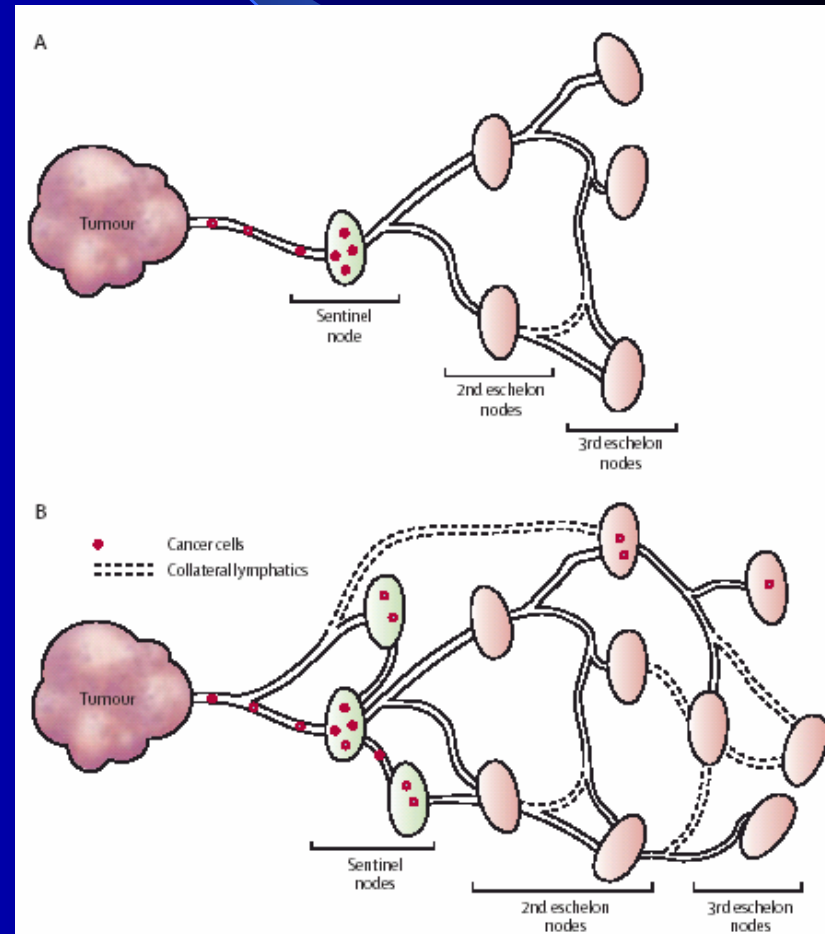 A
Tumour
Sentinel
node
2nd eschelon
nodes
3rd eschelon
nodes
B
Cancer cells
Collateral lymphatics
Tumour
Sentinel
nodes
2nd eschelon
nodes
3rd eschelon
nodes